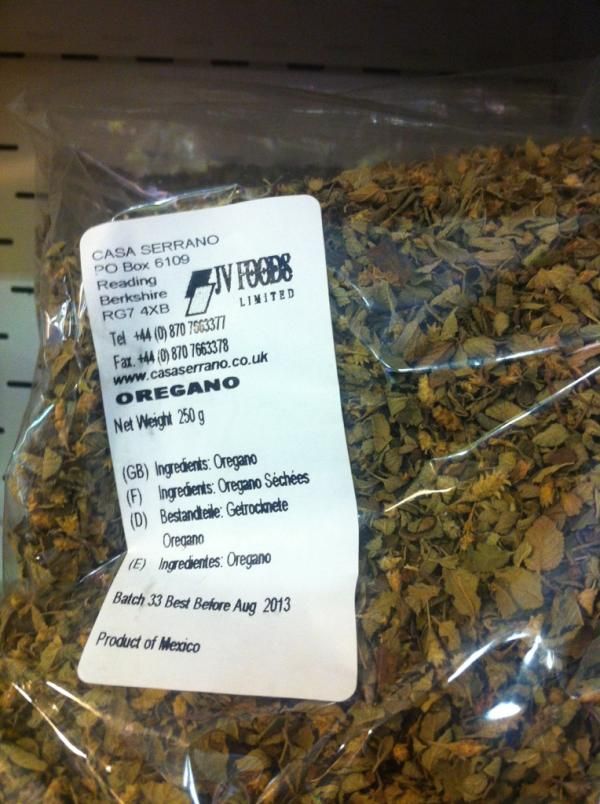 CASA SERRANO
PO Box 6109
Reading
Berkshire
RG7 4XB
JV FOODS
LIMITED
Tel +44 (0) 870 7663377
Fax. +44 (0) 870 7663378
www.casaserrano.co.uk
OREGANO
Net Weight 250 g
(GB) Ingredients: Oregano
(F) Ingredients: Oregano Séchées
(D) Bestandteile: Getrocknete
Oregano
(E) Ingredientes: Oregano
Batch 33 Best Before Aug 2013
Product of Mexico